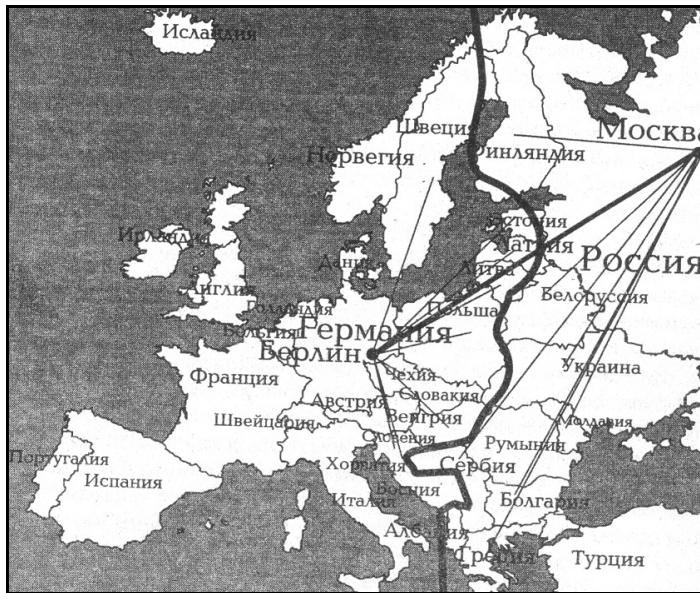 Исландия
Москва
Швеция
Финляндия
Норвегия
Эстония
Ирландия
Латвия
Дания
Россия
Литва
Англия
Белоруссия
Голландия
Польша
Бельгия
Германия
Берлин
Украина
Чехия
Франция
Словакия
Австрия
Венгрия
Швейцария
Молдавия
Словения
Румыния
Португалия
Хорватия
Сербия
Испания
Босния
Италия
Болгария
Албания
Греция
Турция